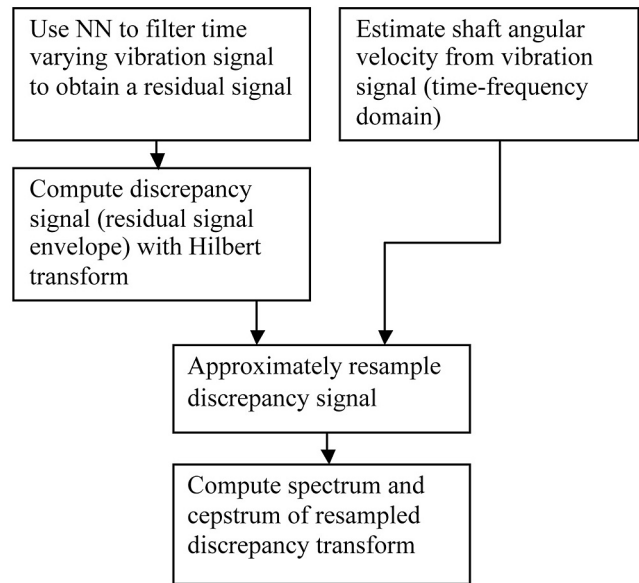 Use NN to filter time
varying vibration signal
to obtain a residual signal
Estimate shaft angular
velocity from vibration
signal (time-frequency
domain)
Compute discrepancy
signal (residual signal
envelope) with Hilbert
transform
Approximately resample
discrepancy signal
Compute spectrum and
cepstrum of resampled
discrepancy transform